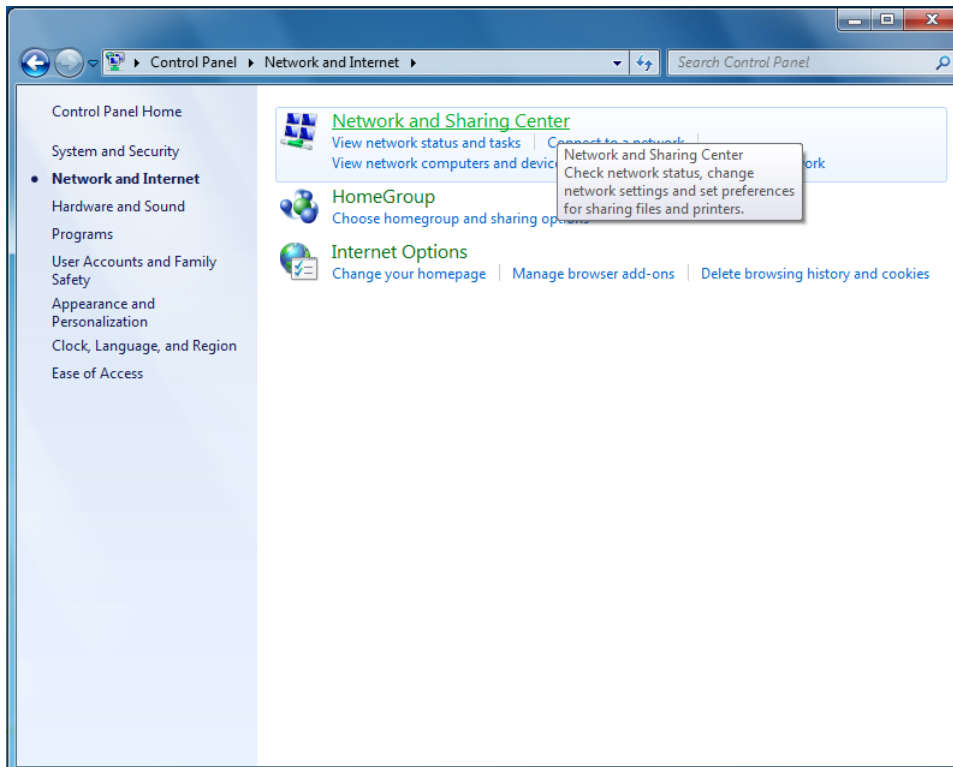 Control Panel Network and Internet
Search Control Panel
Control Panel Home
System and Security
Network and Internet
Hardware and Sound
Programs
User Accounts and Family
Safety
Appearance and
Personalization
Clock, Language, and Region
Ease of Access
Network and Sharing Center
View network status and tasks
View network computers and
Network and Sharing Center
Check network status, change
network settings and set preferences
for sharing files and printers.
HomeGroup
Choose homegroup and sharing
Internet Options
Change your homepage Manage browser add-ons Delete browsing history and cookies